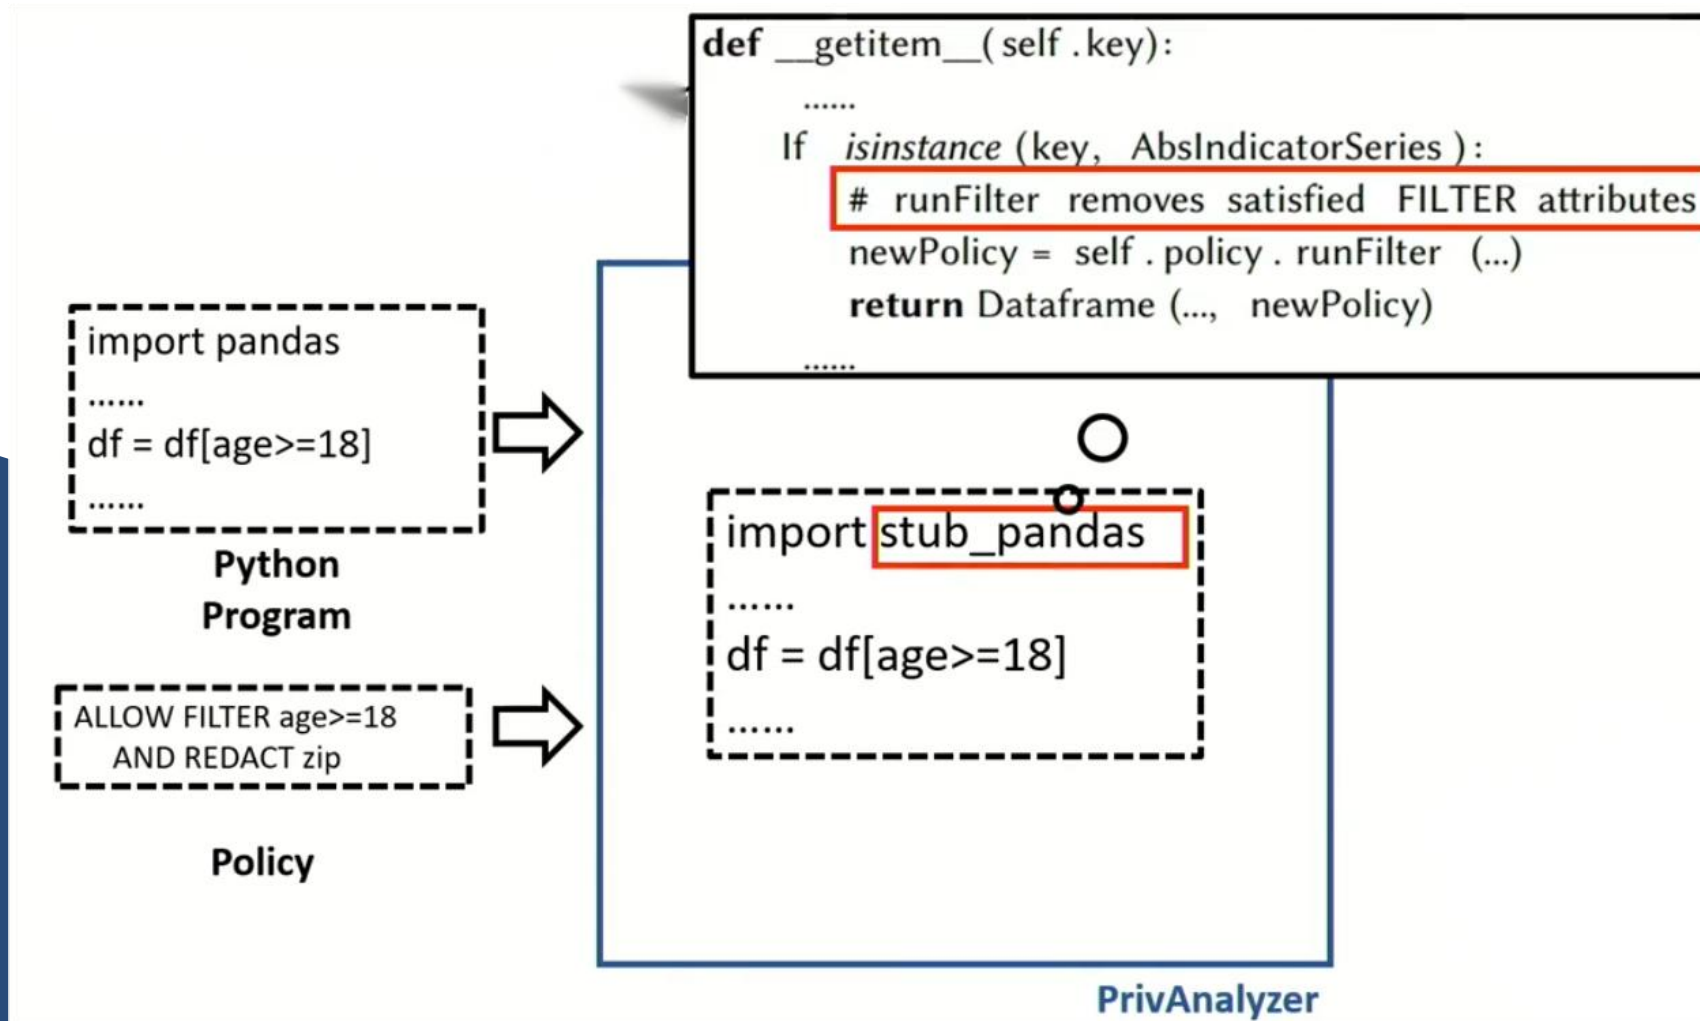 def __getitem__(self.key):
......
If isinstance (key, AbsIndicatorSeries ):
# runFilter removes satisfied FILTER attributes
newPolicy = self . policy . runFilter (...)
return Dataframe (..., newPolicy)
......
import pandas
......
df = df[age>=18]
......
Python
Program
ALLOW FILTER age>=18
AND REDACT zip
Policy
import stub_pandas
......
df = df[age>=18]
......
PrivAnalyzer